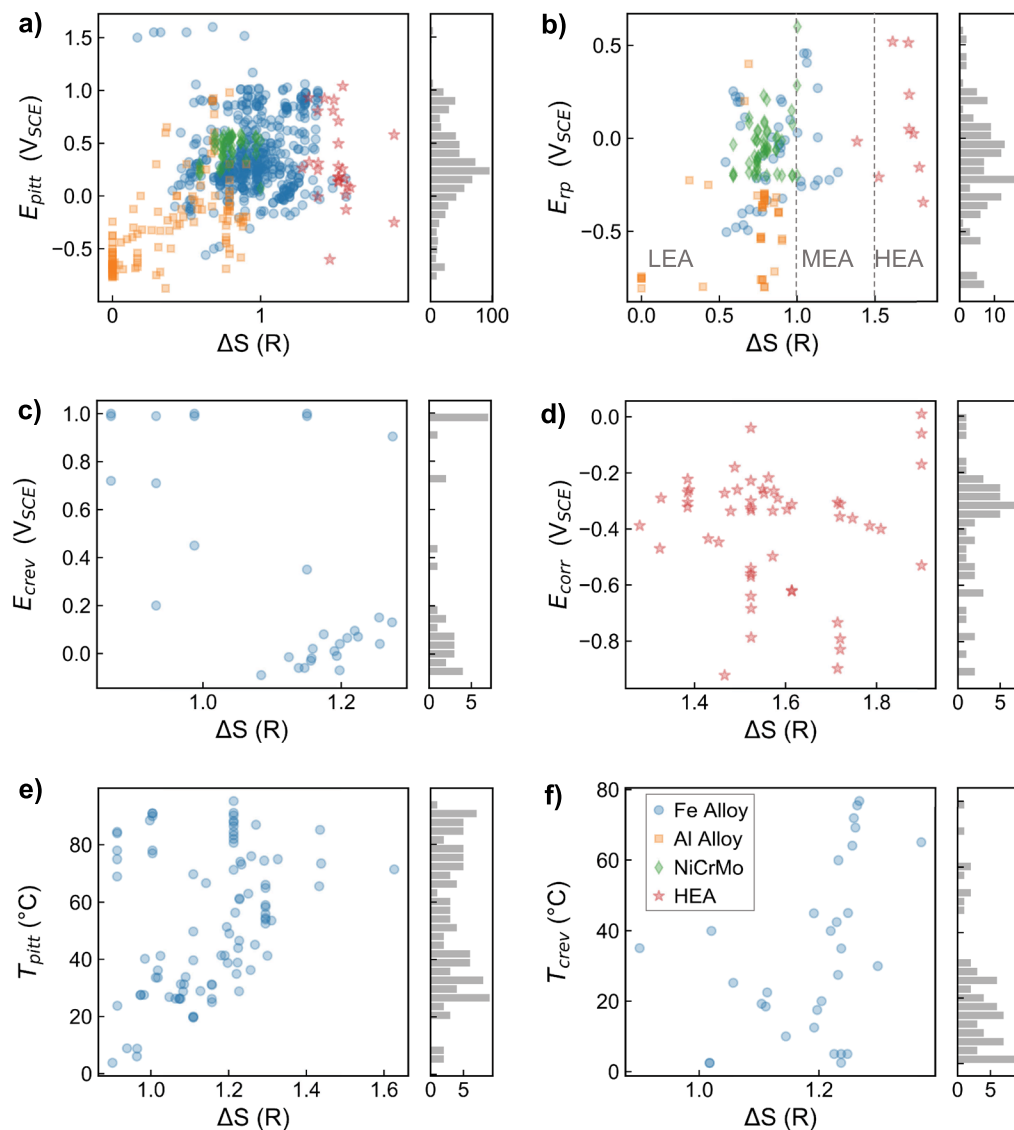 a)
1.5
1.0
0.5
0.0
−0.5
E_pitt (V_SCE)
0
1
ΔS (R)
0
100
b)
0.5
0.0
−0.5
E_rp (V_SCE)
LEA
MEA
HEA
0.0
0.5
1.0
1.5
ΔS (R)
0
10
c)
1.0
0.8
0.6
0.4
0.2
0.0
E_crev (V_SCE)
1.0
1.2
ΔS (R)
0
5
d)
0.0
−0.2
−0.4
−0.6
−0.8
E_corr (V_SCE)
1.4
1.6
1.8
ΔS (R)
0
5
e)
80
60
40
20
0
T_pitt (°C)
1.0
1.2
1.4
1.6
ΔS (R)
0
5
f)
80
60
40
20
0
T_crev (°C)
Fe Alloy
Al Alloy
NiCrMo
HEA
1.0
1.2
ΔS (R)
0
5